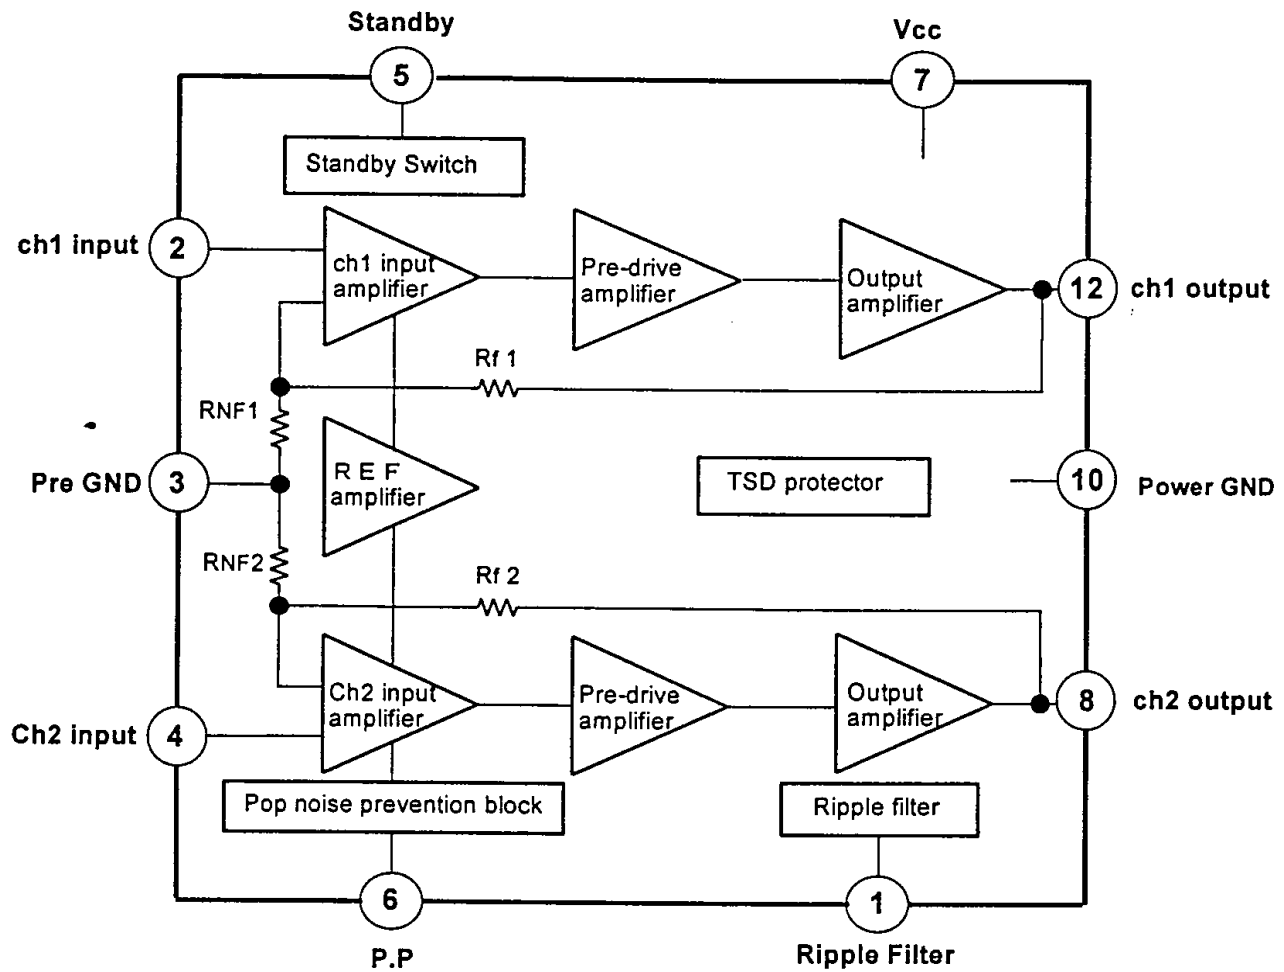 Standby
Vcc
5
7
Standby Switch
ch1 input
2
ch1 input
amplifier
Pre-drive
amplifier
Output
amplifier
12
ch1 output
Rf 1
RNF1
Pre GND
3
R E F
amplifier
TSD protector
10
Power GND
RNF2
Rf 2
Ch2 input
4
Ch2 input
amplifier
Pre-drive
amplifier
Output
amplifier
8
ch2 output
Pop noise prevention block
Ripple filter
6
1
P.P
Ripple Filter